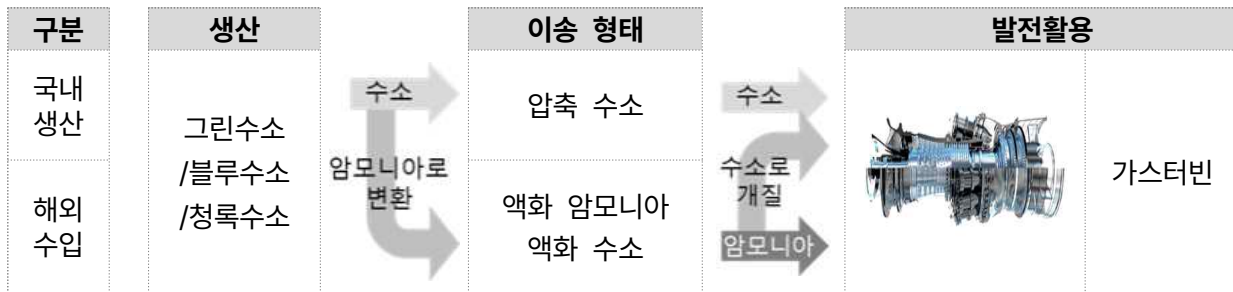 구분
생산
이송 형태
발전활용
국내
생산
그린수소
/블루수소
/청록수소
해외
수입
수소
암모니아로
변환
압축 수소
액화 암모니아
액화 수소
수소
수소로
개질
암모니아
가스터빈